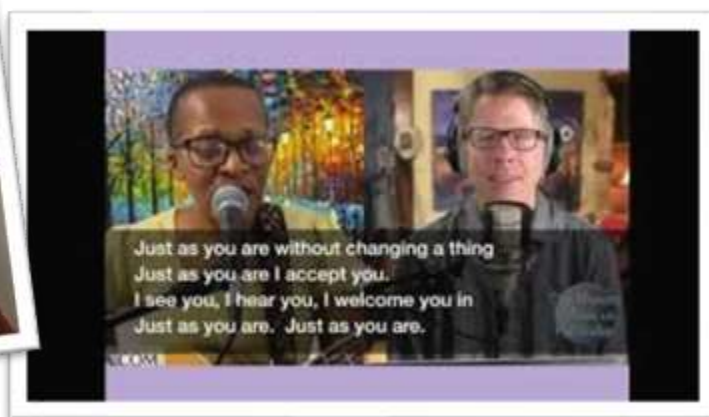 Just as you are without changing a thing
Just as you are I accept you.
I see you, I hear you, I welcome you in
Just as you are. Just as you are.